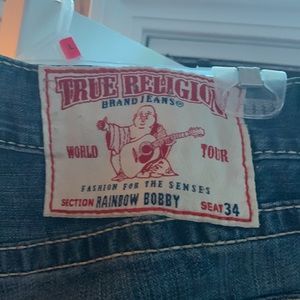 TRUE RELIGION
BRAND JEANS®
WORLD TOUR
FASHION FOR THE SENSES
SECTION RAINBOW BOBBY SEAT 34